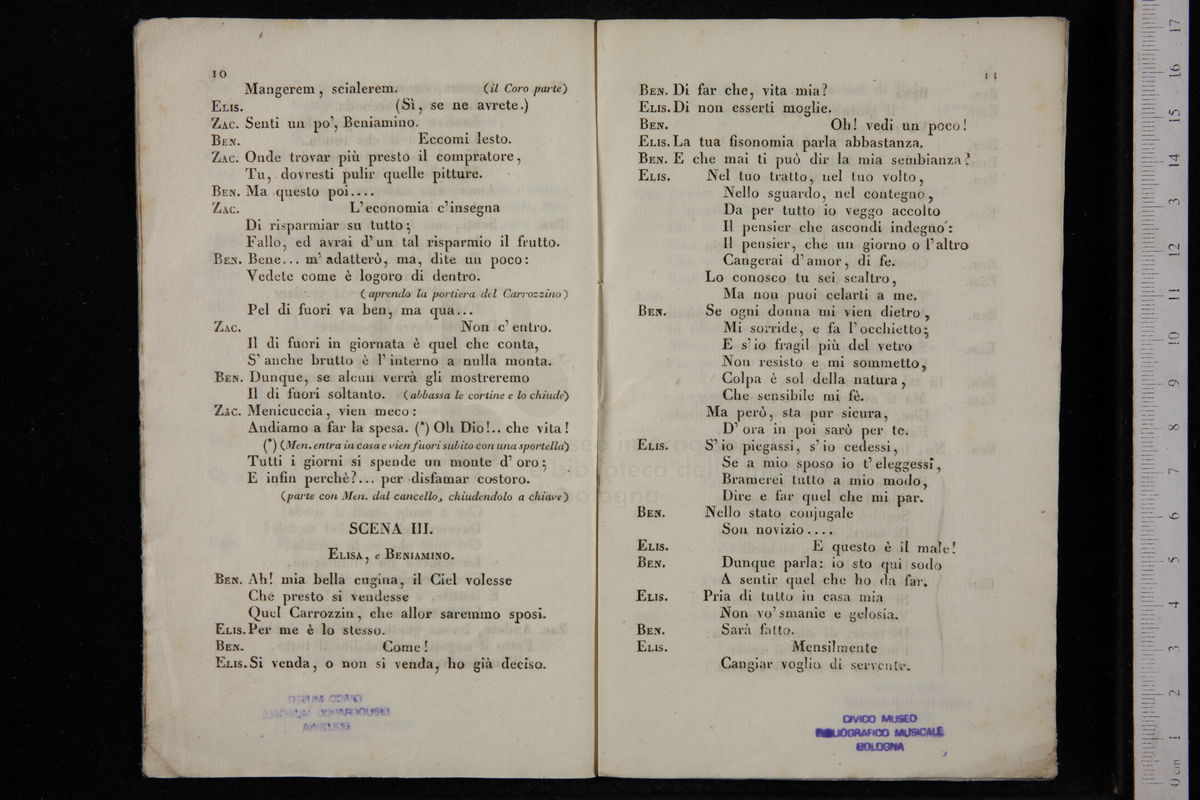 10
Mangerem, scialerem. (il Coro parte)
Elis. (Sì, se ne avrete.)
Zac. Senti un po', Beniamino.
Ben. Eccomi lesto.
Zac. Onde trovar più presto il compratore,
Tu, dovresti pulir quelle pitture.
Ben. Ma questo poi....
Zac. L'economia c'insegna
Di risparmiar su tutto;
Fallo, ed avrai d'un tal risparmio il frutto.
Ben. Bene... m'adatterò, ma, dite un poco:
Vedete come è logoro di dentro.
(aprendo la portiera del Carrozzino)
Pel di fuori va ben, ma qua...
Zac. Non c'entro.
Il di fuori in giornata è quel che conta,
S'anche brutto è l'interno a nulla monta.
Ben. Dunque, se alcun verrà gli mostreremo
Il di fuori soltanto. (abbassa le cortine e lo chiude)
Zac. Menicuccia, vien meco:
Andiamo a far la spesa. (*) Oh Dio!.. che vita!
(*) (Men. entra in casa e vien fuori subito con una sportella)
Tutti i giorni si spende un monte d'oro;
E infin perchè?... per disfamar costoro.
(parte con Men. dal cancello, chiudendolo a chiave)
SCENA III.
Elisa, e Beniamino.
Ben. Ah! mia bella cugina, il Ciel volesse
Che presto si vendesse
Quel Carrozzin, che allor saremmo sposi.
Elis. Per me è lo stesso.
Ben. Come!
Elis. Si venda, o non si venda, ho già deciso.
11
Ben. Di far che, vita mia?
Elis. Di non esserti moglie.
Ben. Oh! vedi un poco!
Elis. La tua fisonomia parla abbastanza.
Ben. E che mai ti può dir la mia sembianza?
Elis. Nel tuo tratto, nel tuo volto,
Nello sguardo, nel contegno,
Da per tutto io veggo accolto
Il pensier che ascondi indegno:
Il pensier, che un giorno o l'altro
Cangerai d'amor, di fe.
Lo conosco tu sei scaltro,
Ma non puoi celarti a me.
Ben. Se ogni donna mi vien dietro,
Mi sorride, e fa l'occhietto;
E s'io fragil più del vetro
Non resisto e mi sommetto,
Colpa è sol della natura,
Che sensibile mi fè.
Ma però, sta pur sicura,
D'ora in poi sarò per te.
Elis. S'io piegassi, s'io cedessi,
Se a mio sposo io t'eleggessi,
Bramerei tutto a mio modo,
Dire e far quel che mi par.
Ben. Nello stato conjugale
Son novizio....
Elis. E questo è il male!
Ben. Dunque parla: io sto qui sodo
A sentir quel che ho da far.
Elis. Pria di tutto in casa mia
Non vo' smanie e gelosia.
Ben. Sarà fatto.
Elis. Mensilmente
Cangiar voglio di servente.
CIVICO MUSEO
BIBLIOGRAFICO MUSICALE
BOLOGNA